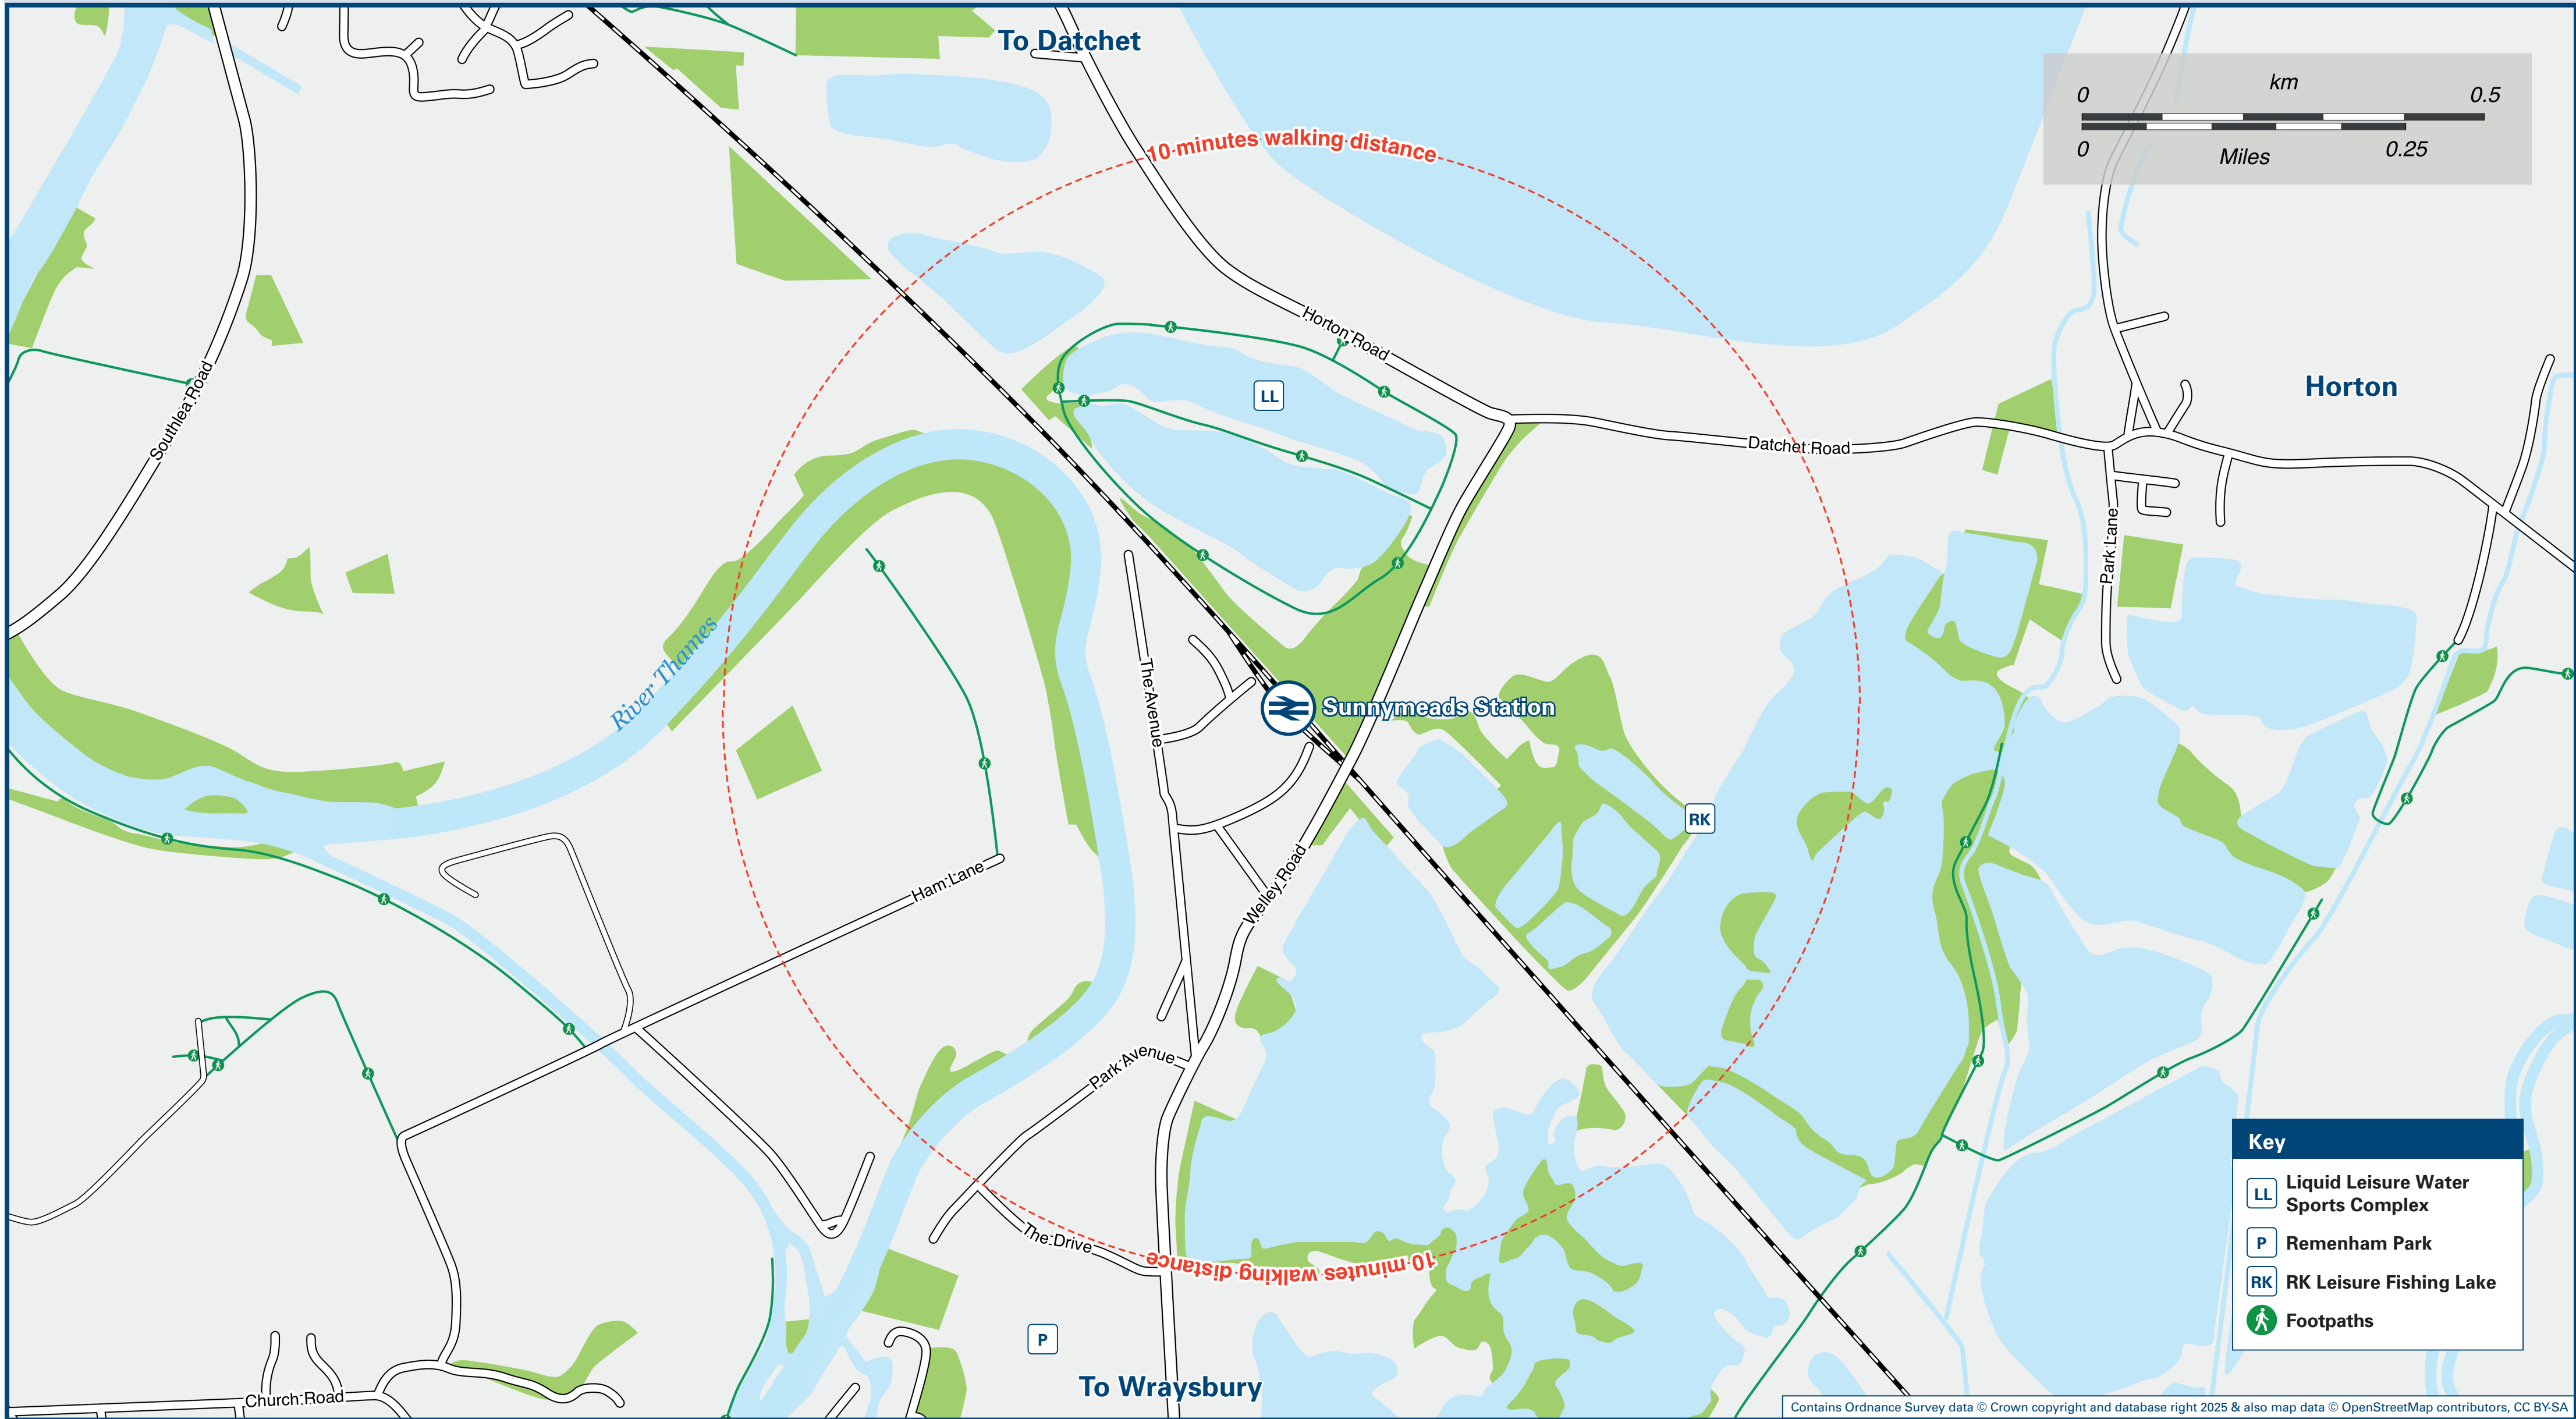 To Datchet
km
0 0.5
0 0.25
Miles
10 minutes walking distance
Horton Road
Horton
Southlea Road
LL
Datchet Road
Park Lane
River Thames
The Avenue
Sunnymeads Station
RK
Ham Lane
Welley Road
Park Avenue
The Drive
10 minutes walking distance
P
To Wraysbury
Church Road
Key
LL Liquid Leisure Water
Sports Complex
P Remenham Park
RK RK Leisure Fishing Lake
Footpaths
Contains Ordnance Survey data © Crown copyright and database right 2025 & also map data © OpenStreetMap contributors, CC BY-SA